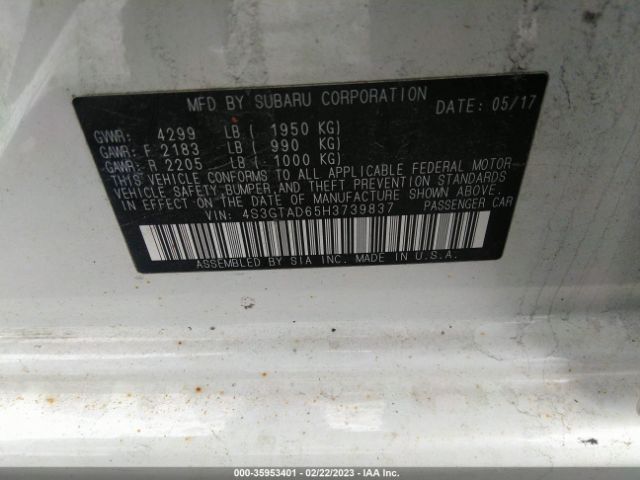 MFD BY SUBARU CORPORATION DATE: 05/17
GVWR: 4299 LB ( 1950 KG)
GAWR: F 2183 LB ( 990 KG)
GAWR: R 2205 LB ( 1000 KG)
THIS VEHICLE CONFORMS TO ALL APPLICABLE FEDERAL MOTOR
VEHICLE SAFETY,BUMPER,AND THEFT PREVENTION STANDARDS
IN EFFECT ON THE DATE OF MANUFACTURE SHOWN ABOVE.
VIN: 4S3GTAD65H3739837 PASSENGER CAR
ASSEMBLED BY SIA INC. MADE IN U.S.A.
000-35953401 - 02/22/2023 - IAA Inc.